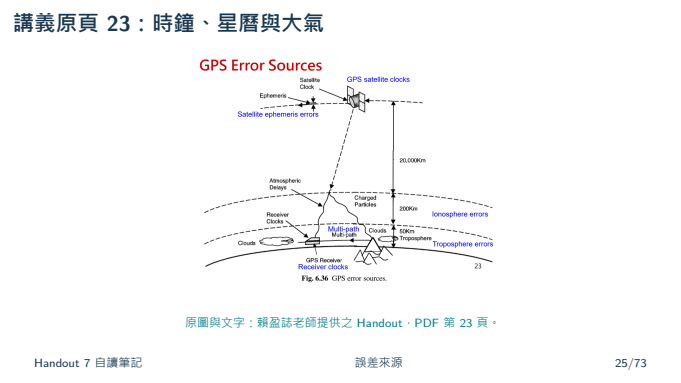 講義原頁 23：時鐘、星曆與大氣
GPS Error Sources
Satellite
Clock
GPS satellite clocks
Ephemeris
Satellite ephemeris errors
20,000Km
Atmospheric
Delays
Charged
Particles
200Km
Ionosphere errors
Receiver
Clocks
Multi-path
Multi-path
Clouds
50Km
Troposphere
Troposphere errors
Clouds
GPS Receiver
Receiver clocks
23
Fig. 6.36 GPS error sources.
原圖與文字：賴盈誌老師提供之 Handout，PDF 第 23 頁。
Handout 7 自讀筆記
誤差來源
25/73